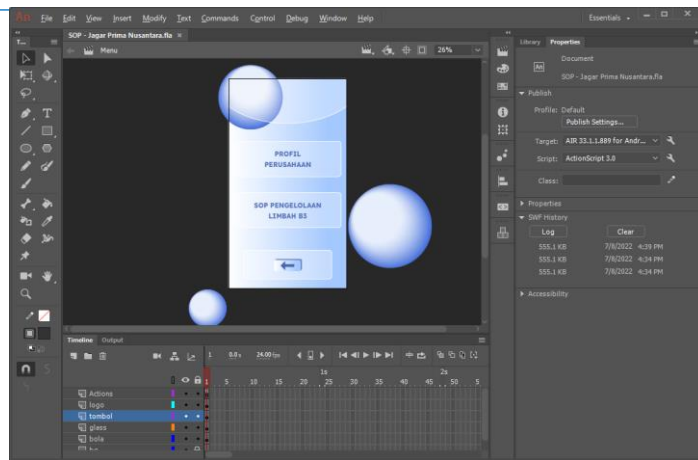 An File Edit View Insert Modify Text Commands Control Debug Window Help Essentials
SOP - Jagar Prima Nusantara.fla ×
Menu 26%
PROFIL
PERUSAHAAN
SOP PENGELOLAAN
LIMBAH B3
Library Properties
Document
An
SOP - Jagar Prima Nusantara.fla
Publish
Profile: Default
Publish Settings...
Target: AIR 33.1.1.889 for Andr...
Script: ActionScript 3.0
Class:
Properties
SWF History
Log Clear
555.1 KB 7/8/2022 4:39 PM
555.1 KB 7/8/2022 4:34 PM
555.1 KB 7/8/2022 4:34 PM
Accessibility
Timeline Output
1 0.0 s 24.00 fps
1s 2s
1 5 10 15 20 25 30 35 40 45 50 5
Actions
logo
tombol
glass
bola